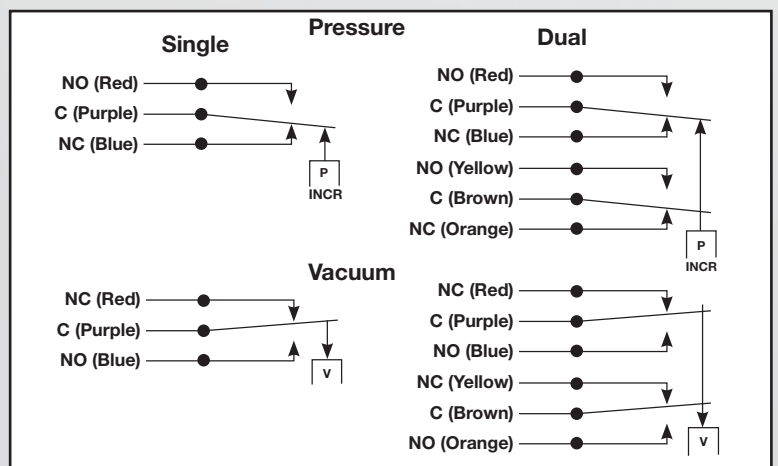 Pressure
Single
NO (Red)
C (Purple)
NC (Blue)
P
INCR
Dual
NO (Red)
C (Purple)
NC (Blue)
NO (Yellow)
C (Brown)
NC (Orange)
P
INCR
Vacuum
NC (Red)
C (Purple)
NO (Blue)
V
NC (Red)
C (Purple)
NO (Blue)
NC (Yellow)
C (Brown)
NO (Orange)
V